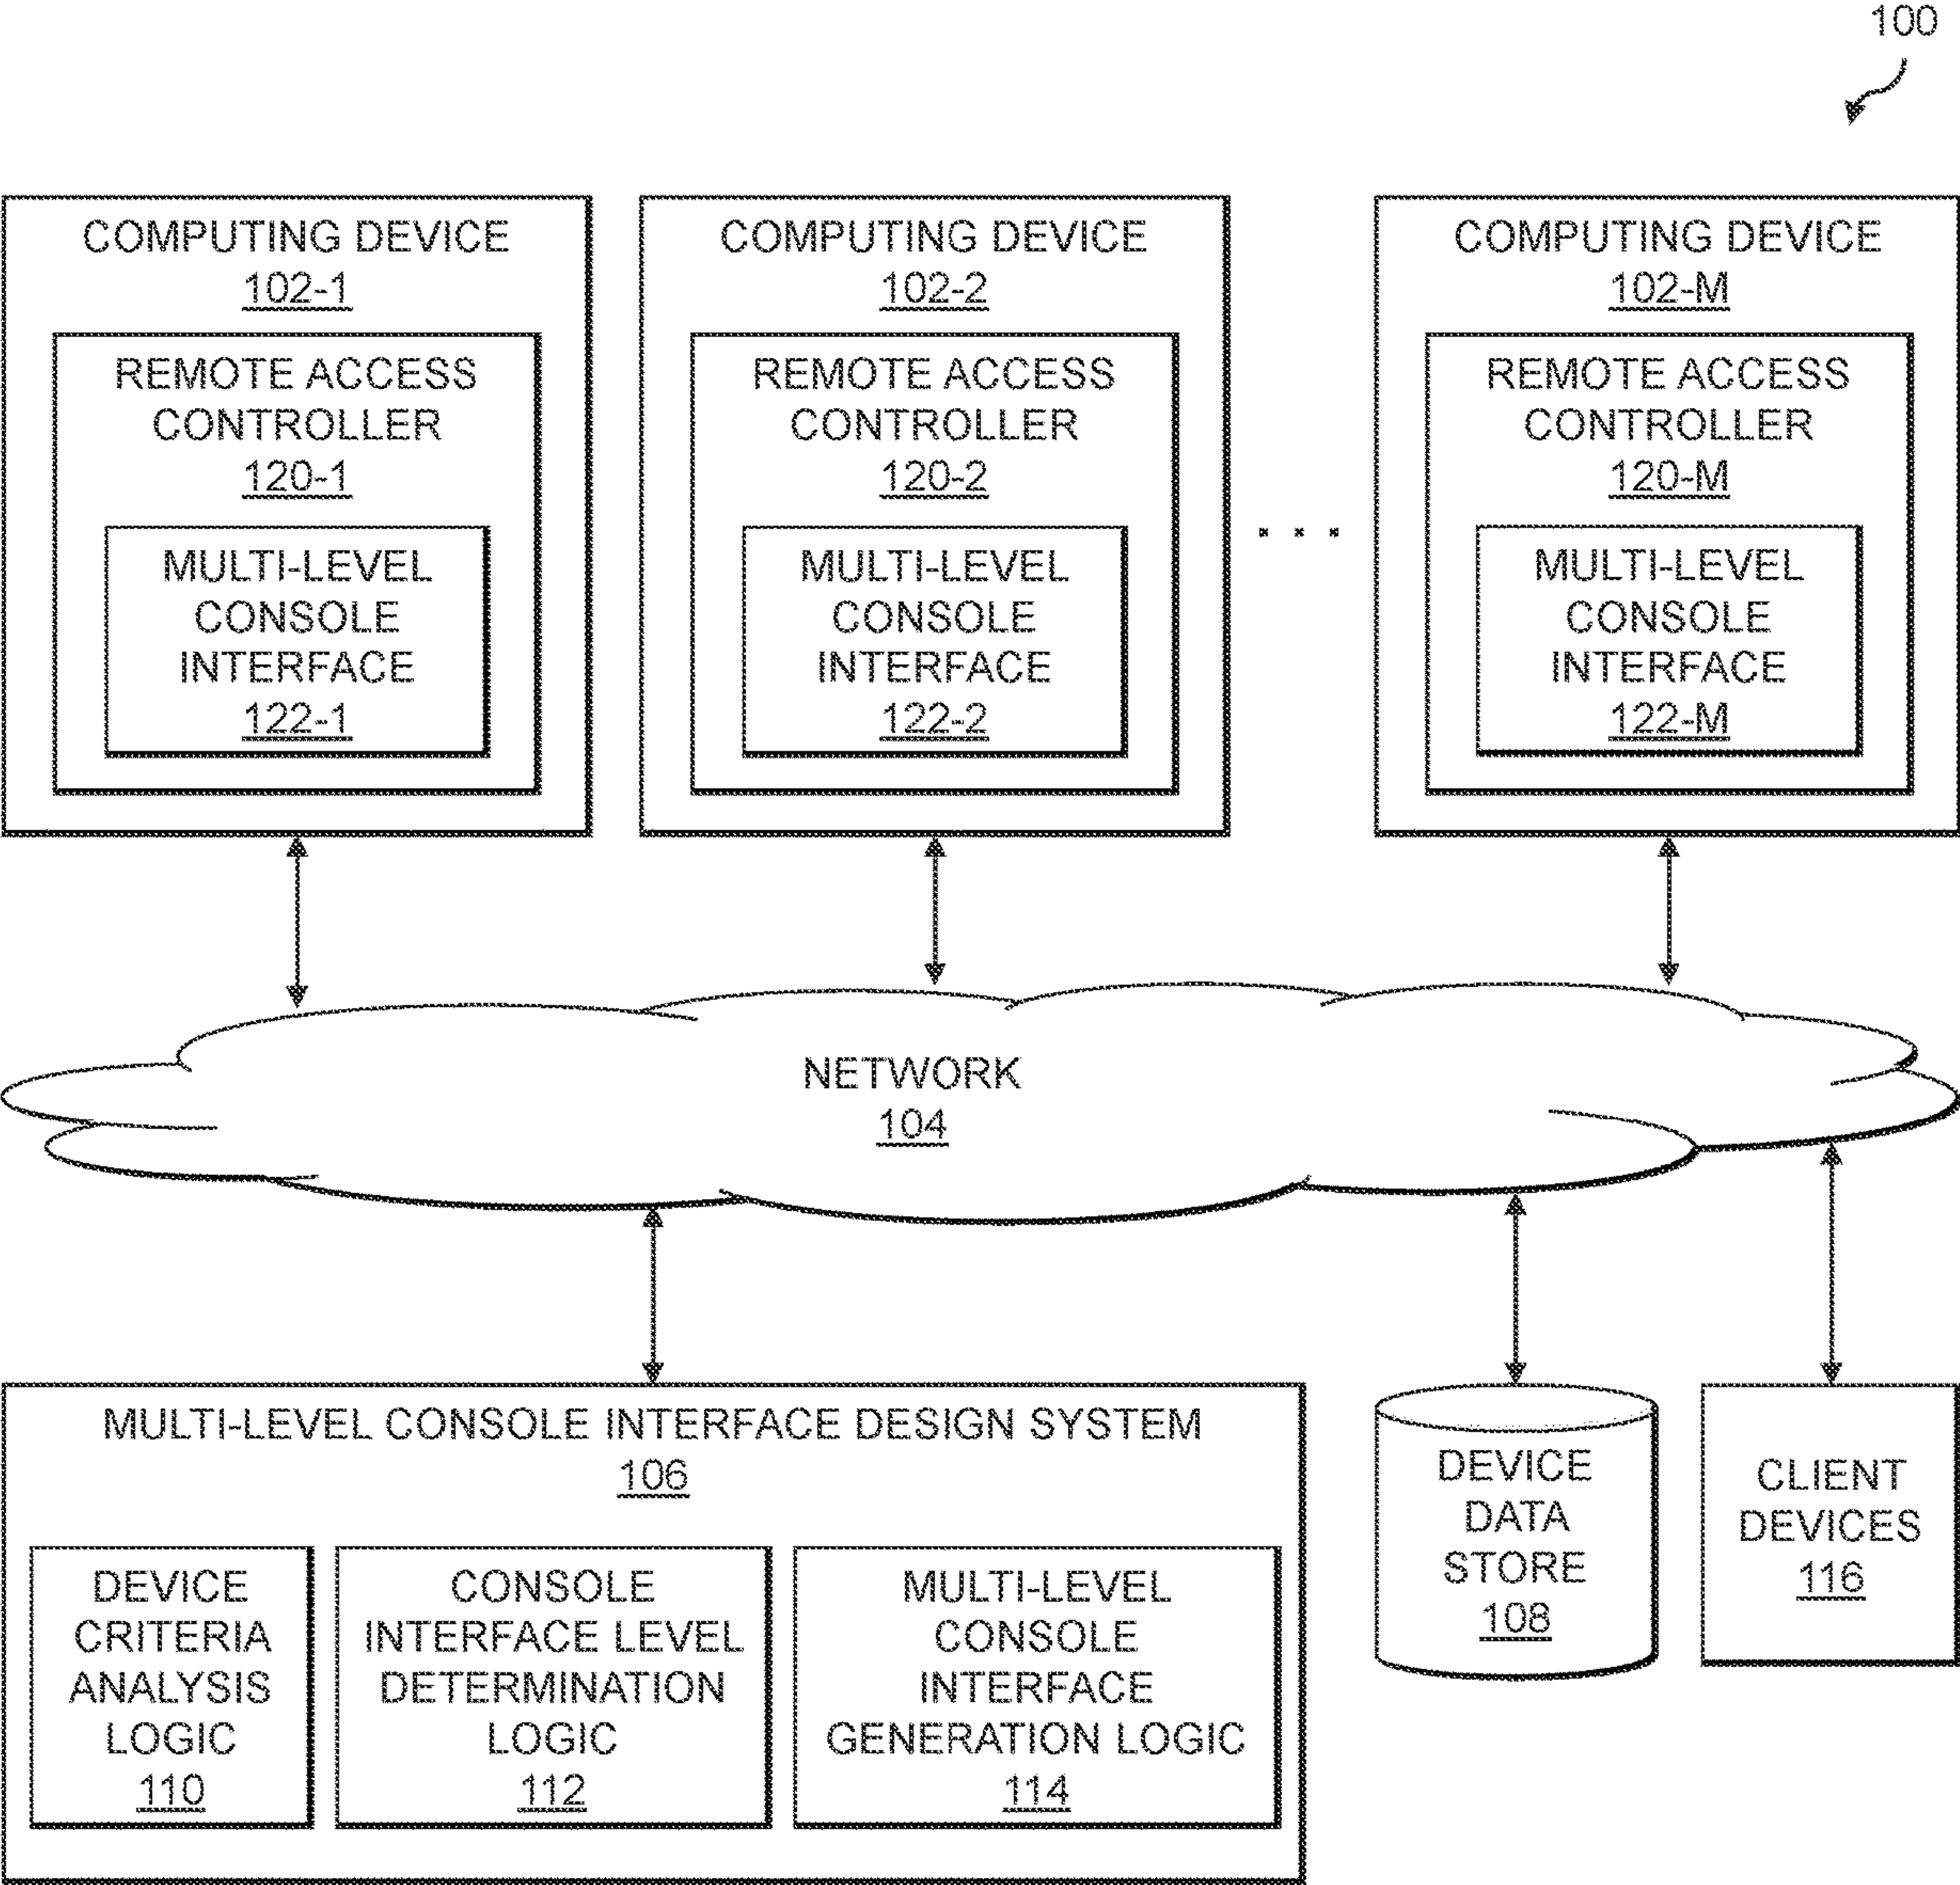 100
COMPUTING DEVICE
102-1
REMOTE ACCESS
CONTROLLER
120-1
MULTI-LEVEL
CONSOLE
INTERFACE
122-1
COMPUTING DEVICE
102-2
REMOTE ACCESS
CONTROLLER
120-2
MULTI-LEVEL
CONSOLE
INTERFACE
122-2
. . .
COMPUTING DEVICE
102-M
REMOTE ACCESS
CONTROLLER
120-M
MULTI-LEVEL
CONSOLE
INTERFACE
122-M
NETWORK
104
MULTI-LEVEL CONSOLE INTERFACE DESIGN SYSTEM
106
DEVICE
CRITERIA
ANALYSIS
LOGIC
110
CONSOLE
INTERFACE LEVEL
DETERMINATION
LOGIC
112
MULTI-LEVEL
CONSOLE
INTERFACE
GENERATION LOGIC
114
DEVICE
DATA
STORE
108
CLIENT
DEVICES
116